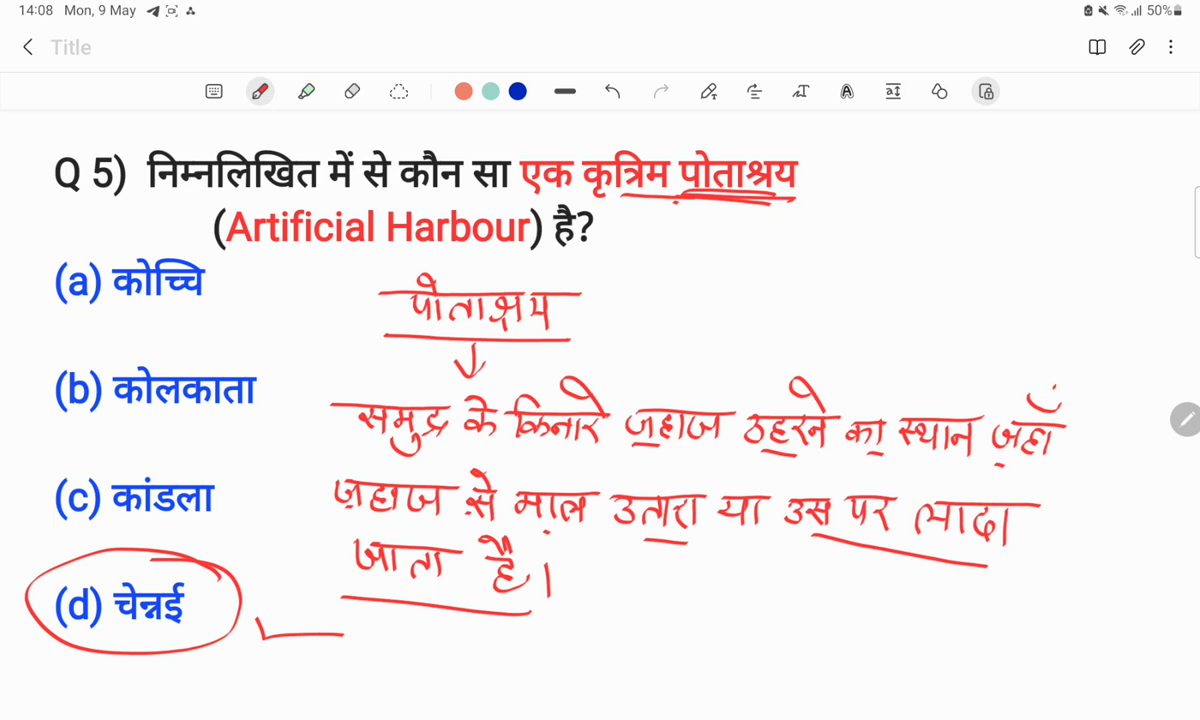 14:08 Mon, 9 May 50%
Title
Q 5) निम्नलिखित में से कौन सा एक कृत्रिम पोताश्रय
(Artificial Harbour) है?
(a) कोच्चि
पोताश्रय
(b) कोलकाता
समुद्र के किनारे जहाज ठहरने का स्थान जहाँ
(c) कांडला
जहाज से माल उतारा या उस पर लादा
जाता है।
(d) चेन्नई